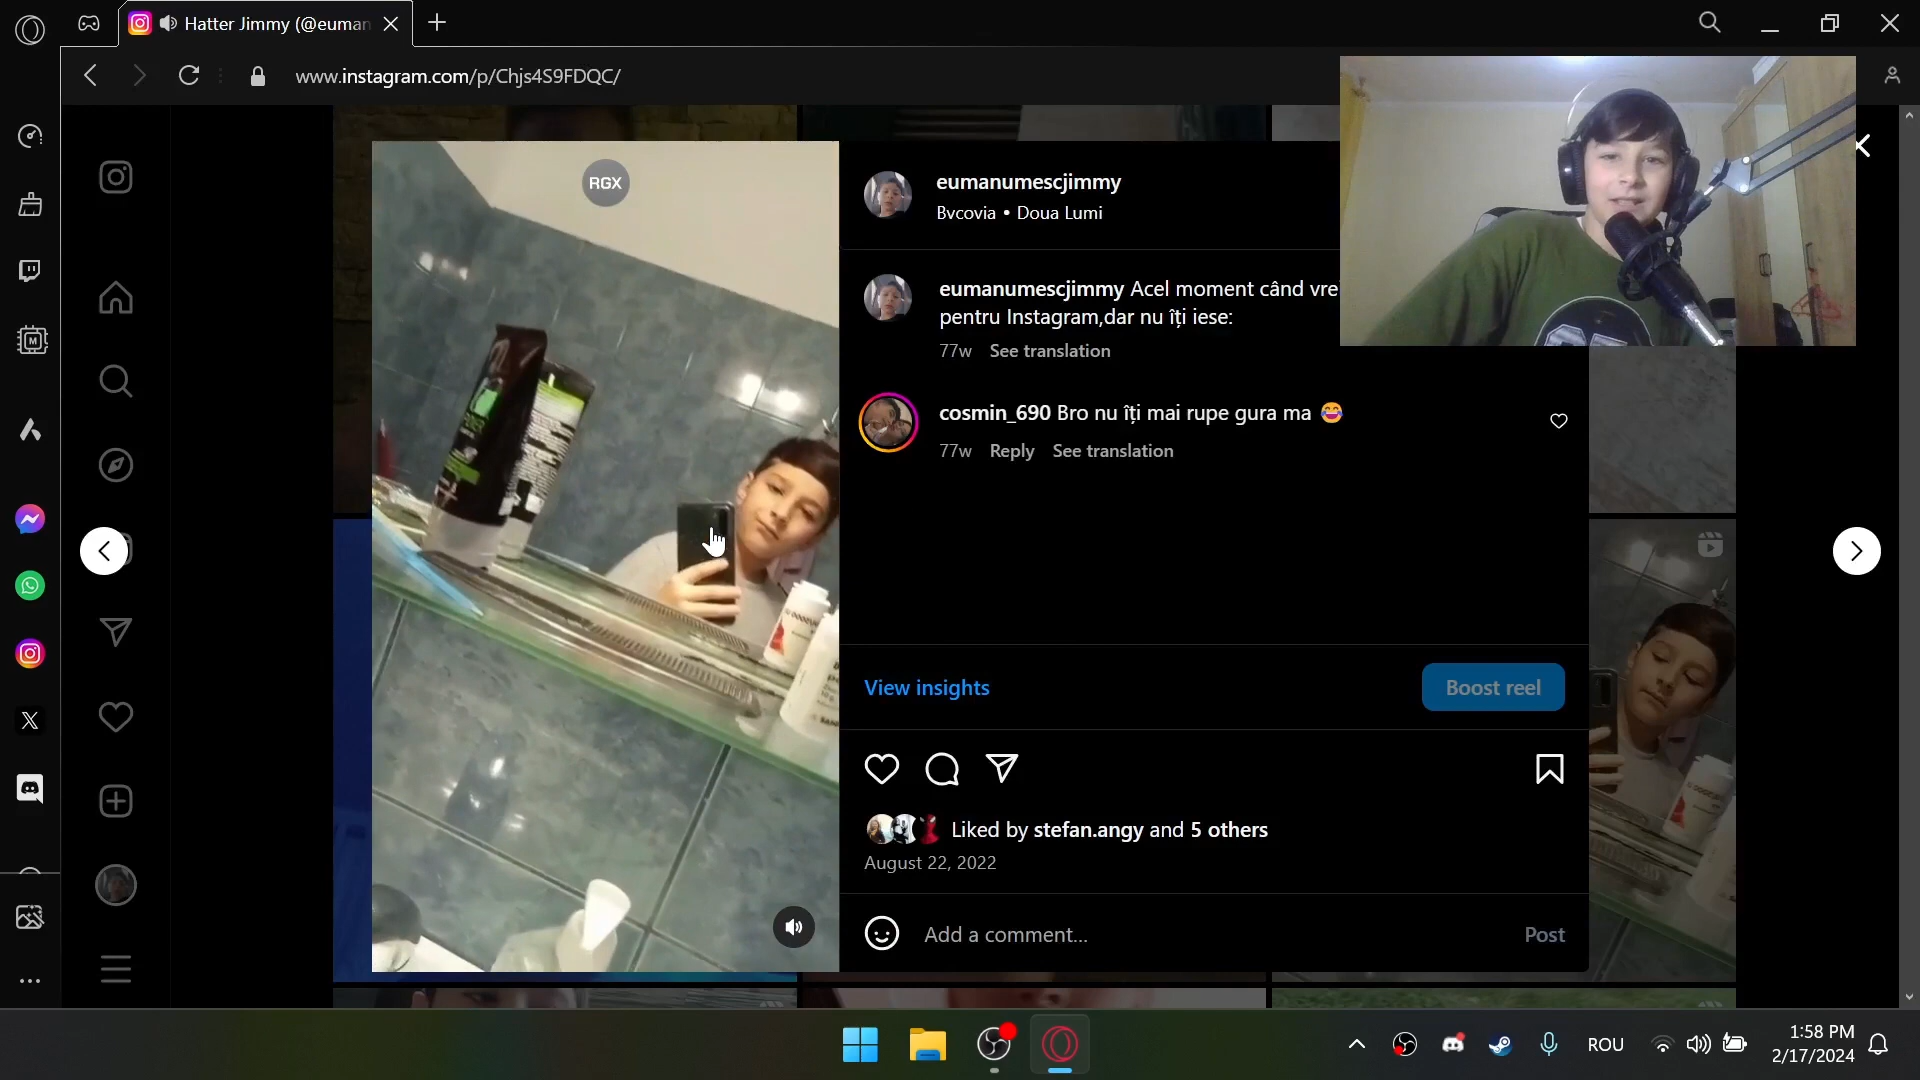 Hatter Jimmy (@euman
www.instagram.com/p/Chjs4S9FDQC/
RGX
eumanumescjimmy
Bvcovia • Doua Lumi
eumanumescjimmy Acel moment când vre
pentru Instagram,dar nu îți iese:
77w See translation
cosmin_690 Bro nu îți mai rupe gura ma 😂
77w Reply See translation
View insights
Boost reel
Liked by stefan.angy and 5 others
August 22, 2022
Add a comment...
Post
ROU
1:58 PM
2/17/2024